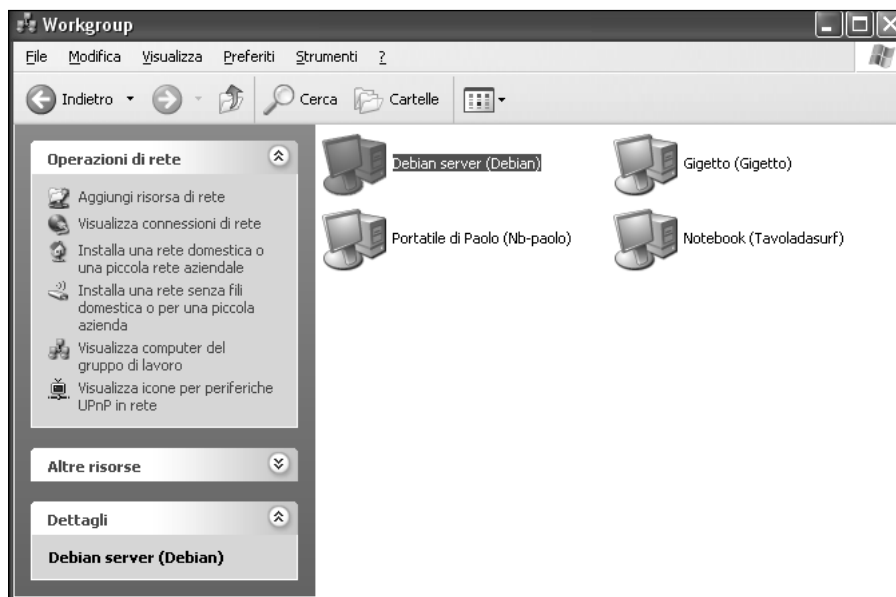 Workgroup
File Modifica Visualizza Preferiti Strumenti ?
Indietro Cerca Cartelle
Operazioni di rete
Aggiungi risorsa di rete
Visualizza connessioni di rete
Installa una rete domestica o
una piccola rete aziendale
Installa una rete senza fili
domestica o per una piccola
azienda
Visualizza computer del
gruppo di lavoro
Visualizza icone per periferiche
UPnP in rete
Altre risorse
Dettagli
Debian server (Debian)
Debian server (Debian) Gigetto (Gigetto)
Portatile di Paolo (Nb-paolo) Notebook (Tavoladasurf)